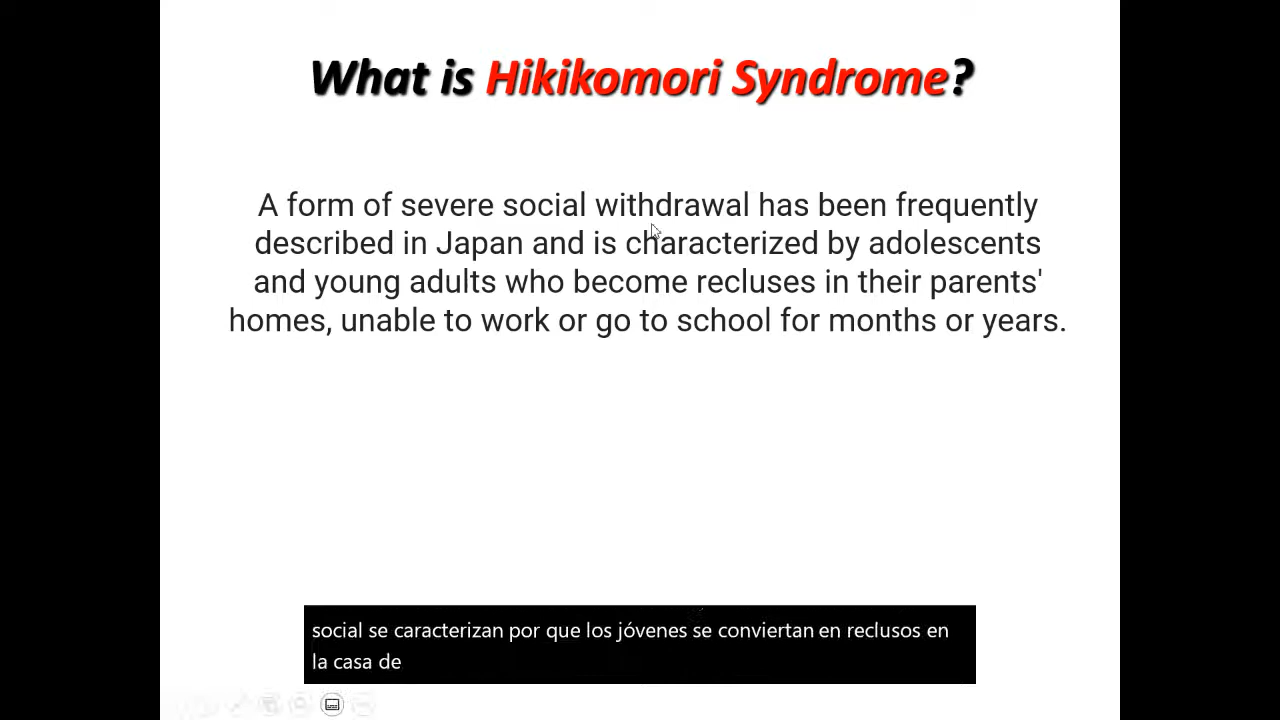 What is Hikikomori Syndrome?
A form of severe social withdrawal has been frequently
described in Japan and is characterized by adolescents
and young adults who become recluses in their parents'
homes, unable to work or go to school for months or years.
social se caracterizan por que los jóvenes se conviertan en reclusos en
la casa de